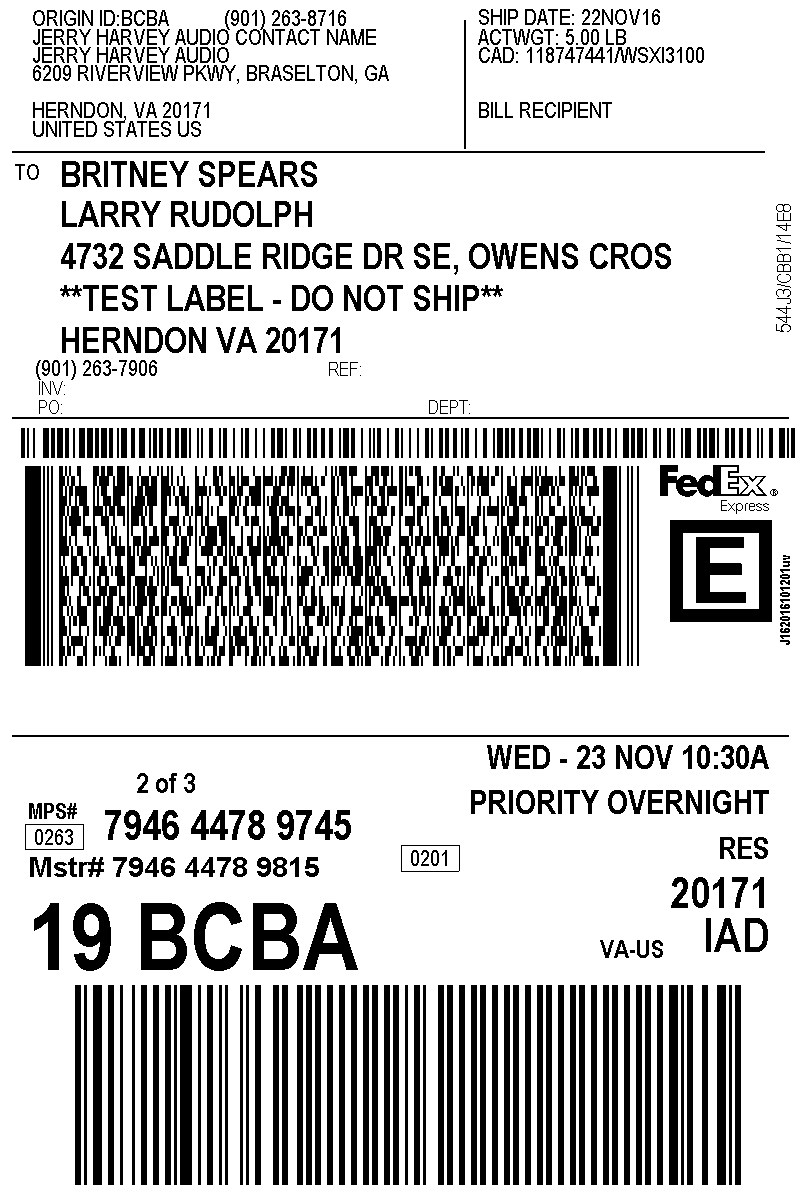 ORIGIN ID:BCBA (901) 263-8716
JERRY HARVEY AUDIO CONTACT NAME
JERRY HARVEY AUDIO
6209 RIVERVIEW PKWY, BRASELTON, GA
HERNDON, VA 20171
UNITED STATES US
SHIP DATE: 22NOV16
ACTWGT: 5.00 LB
CAD: 118747441/WSXI3100
BILL RECIPIENT
TO BRITNEY SPEARS
LARRY RUDOLPH
4732 SADDLE RIDGE DR SE, OWENS CROS
**TEST LABEL - DO NOT SHIP**
HERNDON VA 20171
(901) 263-7906 REF:
INV:
PO: DEPT:
544J3/CBB1/14E8
FedEx®
Express
E
J162016101201uv
WED - 23 NOV 10:30A
PRIORITY OVERNIGHT
2 of 3
MPS# 7946 4478 9745
0263
Mstr# 7946 4478 9815
0201
RES
20171
19 BCBA
VA-US IAD